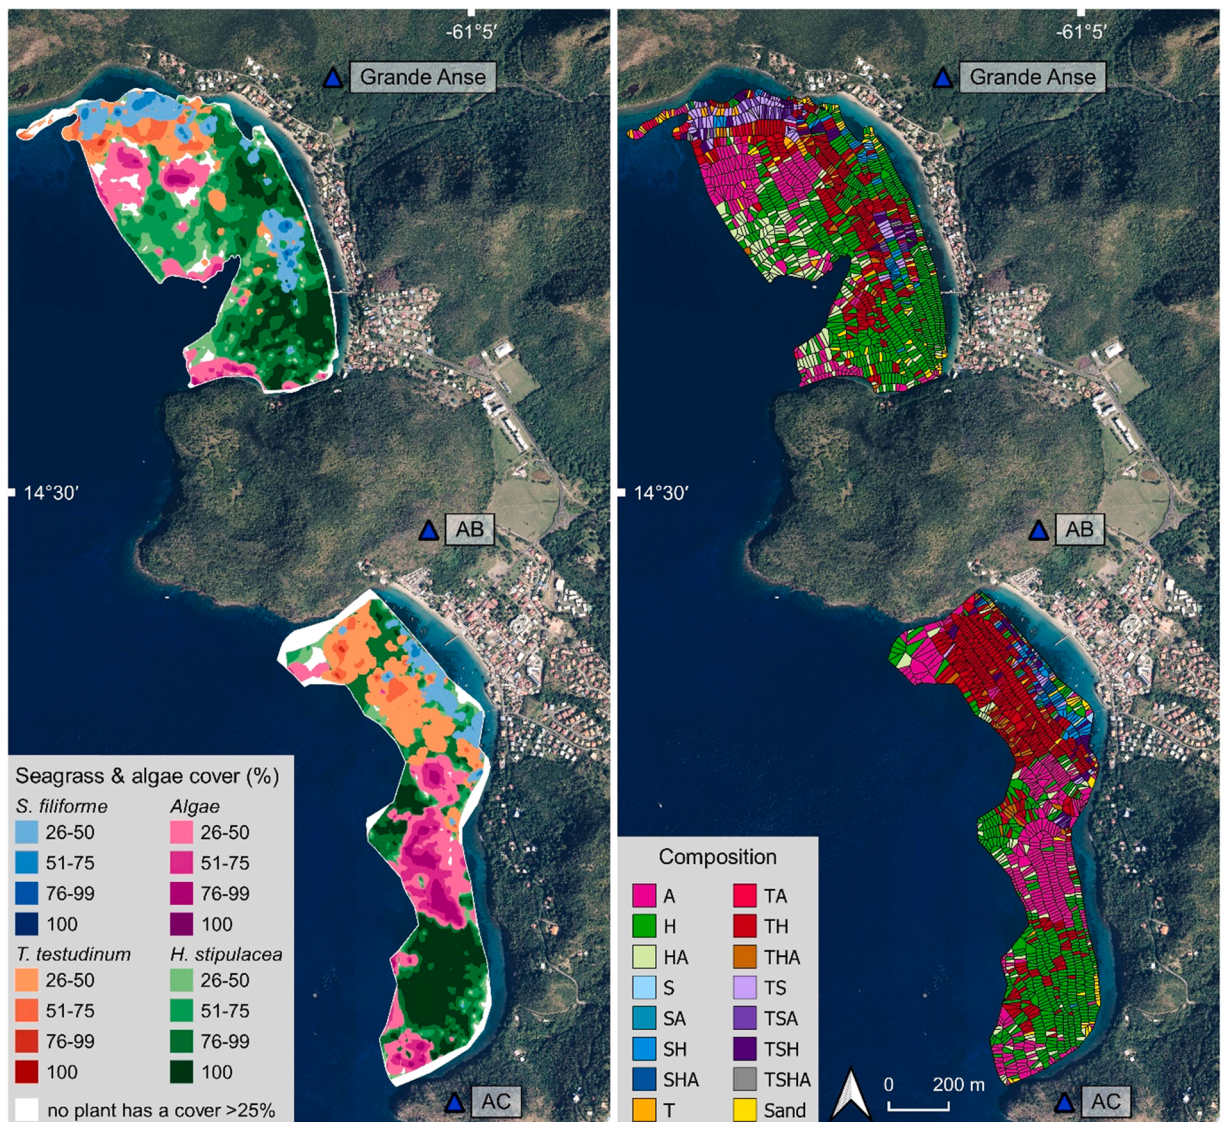 -61°5′
-61°5′
Grande Anse
Grande Anse
14°30′
14°30′
AB
AB
Seagrass & algae cover (%)
S. filiforme
Algae
26-50
26-50
51-75
51-75
76-99
76-99
100
100
T. testudinum
H. stipulacea
26-50
26-50
51-75
51-75
76-99
76-99
100
100
no plant has a cover >25%
AC
Composition
A
TA
H
TH
HA
THA
S
TS
SA
TSA
SH
TSH
SHA
TSHA
T
Sand
0
200 m
AC